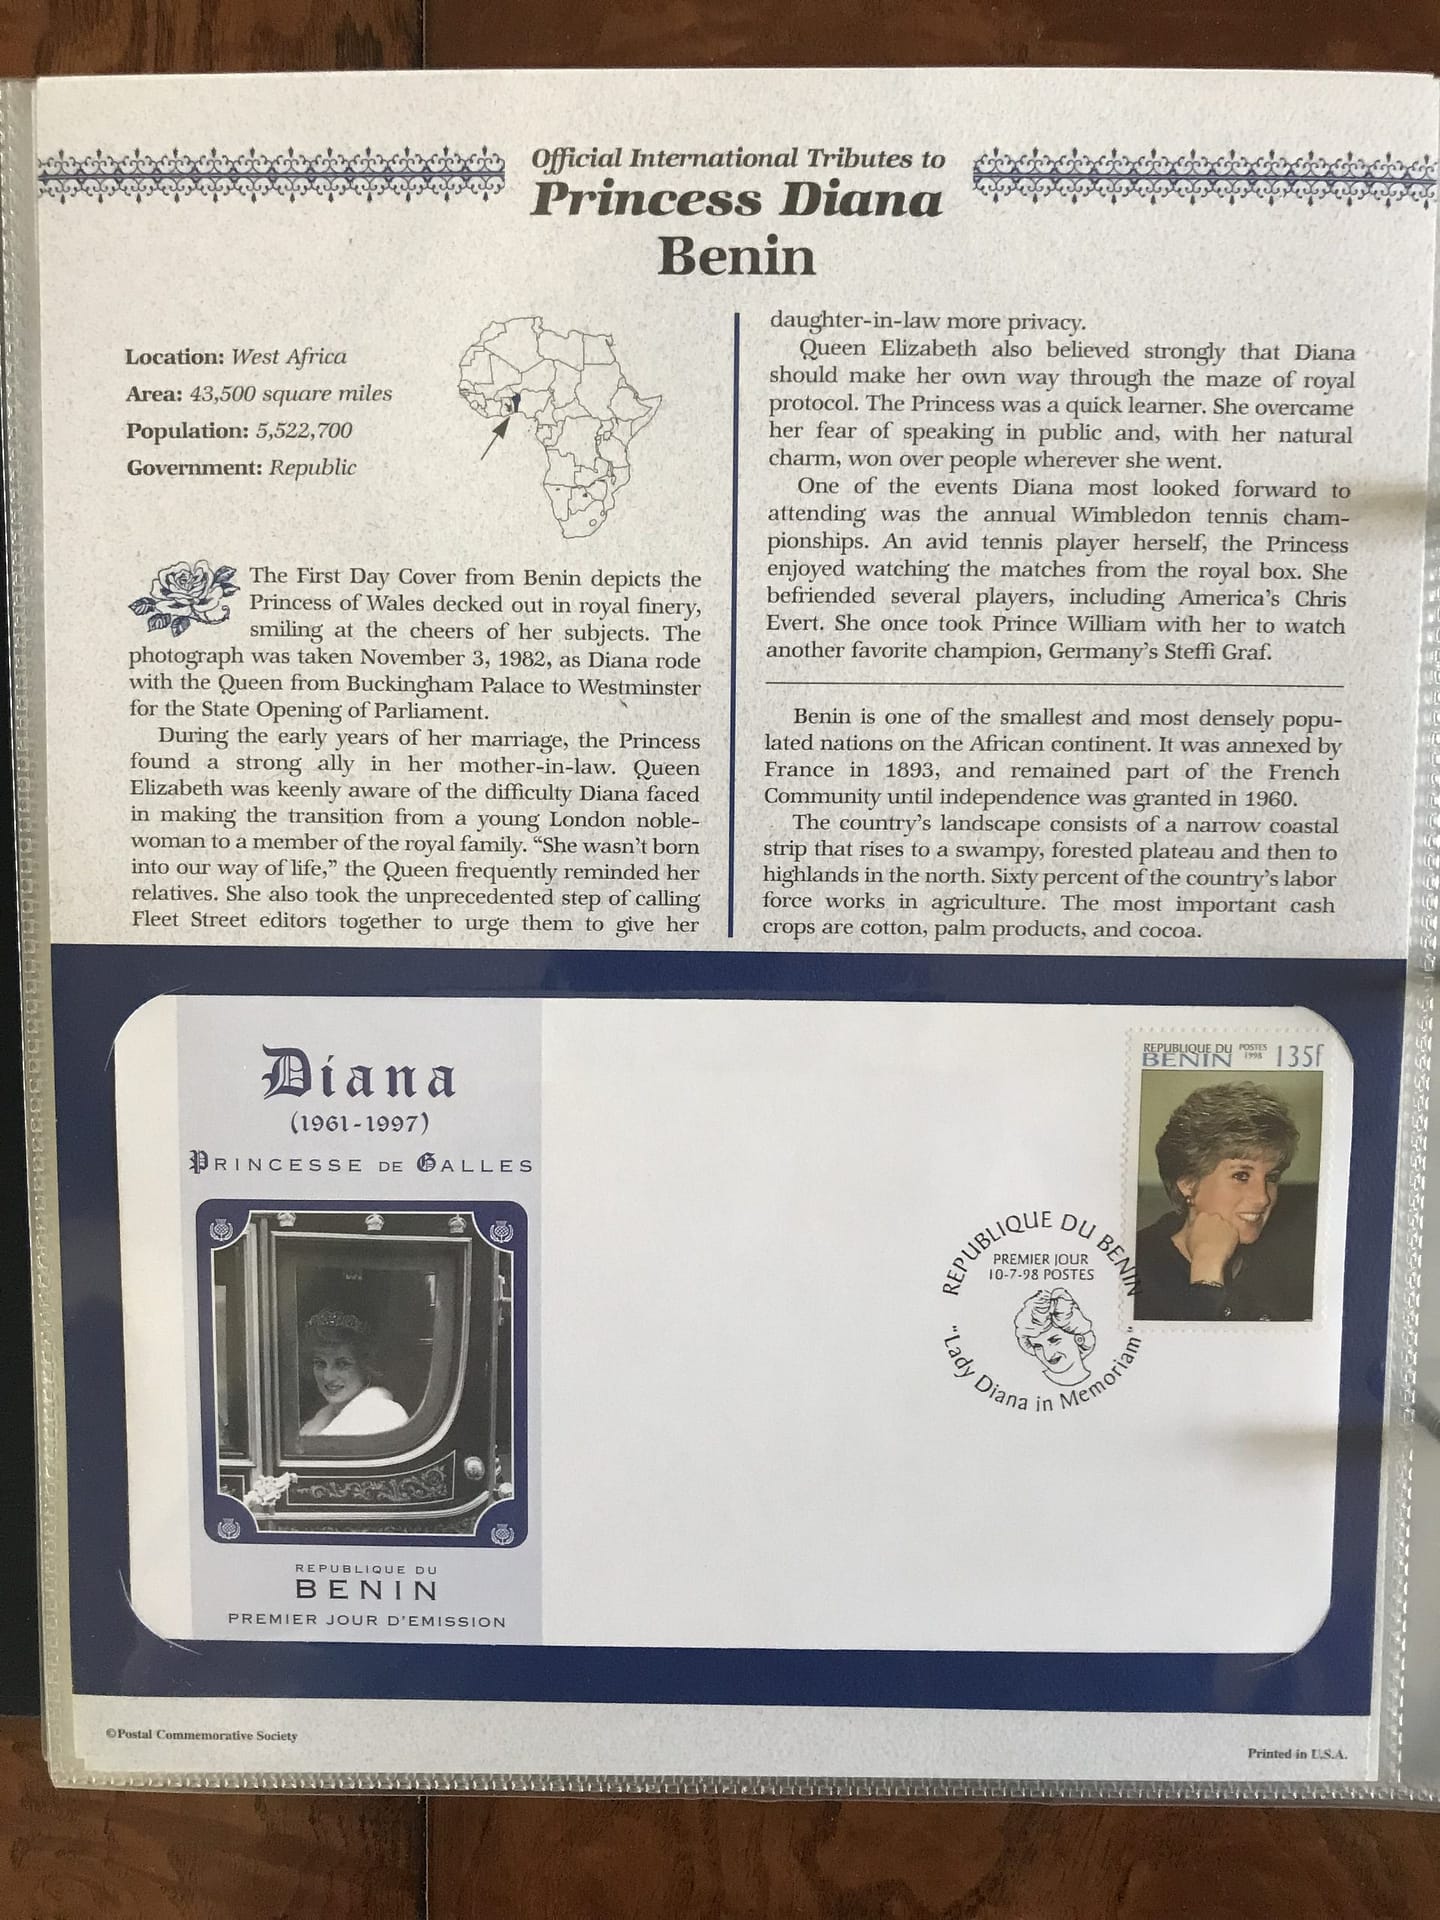 Official International Tributes to
Princess Diana
Benin
Location: West Africa
Area: 43,500 square miles
Population: 5,522,700
Government: Republic
The First Day Cover from Benin depicts the
Princess of Wales decked out in royal finery,
smiling at the cheers of her subjects. The
photograph was taken November 3, 1982, as Diana rode
with the Queen from Buckingham Palace to Westminster
for the State Opening of Parliament.
During the early years of her marriage, the Princess
found a strong ally in her mother-in-law. Queen
Elizabeth was keenly aware of the difficulty Diana faced
in making the transition from a young London noble-
woman to a member of the royal family. “She wasn’t born
into our way of life,” the Queen frequently reminded her
relatives. She also took the unprecedented step of calling
Fleet Street editors together to urge them to give her
daughter-in-law more privacy.
Queen Elizabeth also believed strongly that Diana
should make her own way through the maze of royal
protocol. The Princess was a quick learner. She overcame
her fear of speaking in public and, with her natural
charm, won over people wherever she went.
One of the events Diana most looked forward to
attending was the annual Wimbledon tennis cham-
pionships. An avid tennis player herself, the Princess
enjoyed watching the matches from the royal box. She
befriended several players, including America’s Chris
Evert. She once took Prince William with her to watch
another favorite champion, Germany’s Steffi Graf.
Benin is one of the smallest and most densely popu-
lated nations on the African continent. It was annexed by
France in 1893, and remained part of the French
Community until independence was granted in 1960.
The country’s landscape consists of a narrow coastal
strip that rises to a swampy, forested plateau and then to
highlands in the north. Sixty percent of the country’s labor
force works in agriculture. The most important cash
crops are cotton, palm products, and cocoa.
Diana
(1961-1997)
PRINCESSE DE GALLES
REPUBLIQUE DU
BENIN
PREMIER JOUR D'EMISSION
REPUBLIQUE DU BENIN
PREMIER JOUR
10-7-98 POSTES
"Lady Diana in Memoriam"
REPUBLIQUE DU
BENIN
POSTES
1998
135f
©Postal Commemorative Society
Printed in U.S.A.